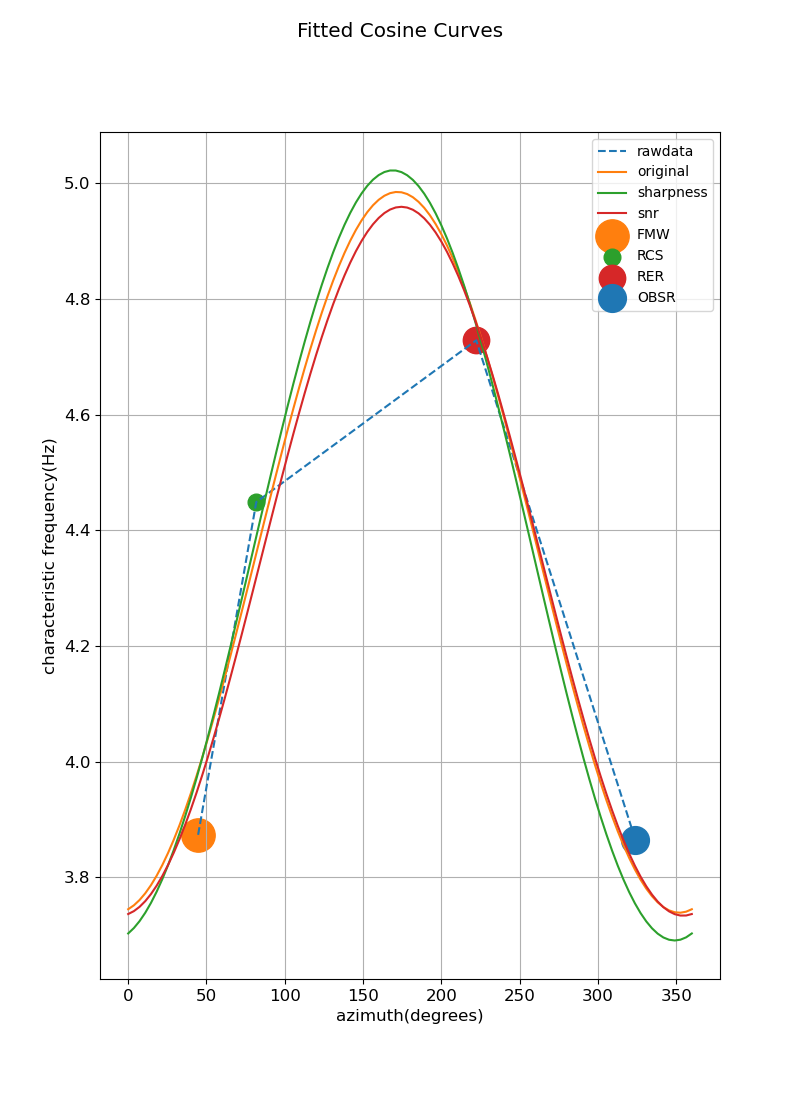 Fitted Cosine Curves
rawdata
original
sharpness
snr
FMW
RCS
RER
OBSR
5.0
4.8
4.6
4.4
4.2
4.0
3.8
characteristic frequency(Hz)
0 50 100 150 200 250 300 350
azimuth(degrees)